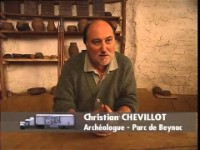 Christian CHEVILLOT
Archéologue - Parc de Beynac